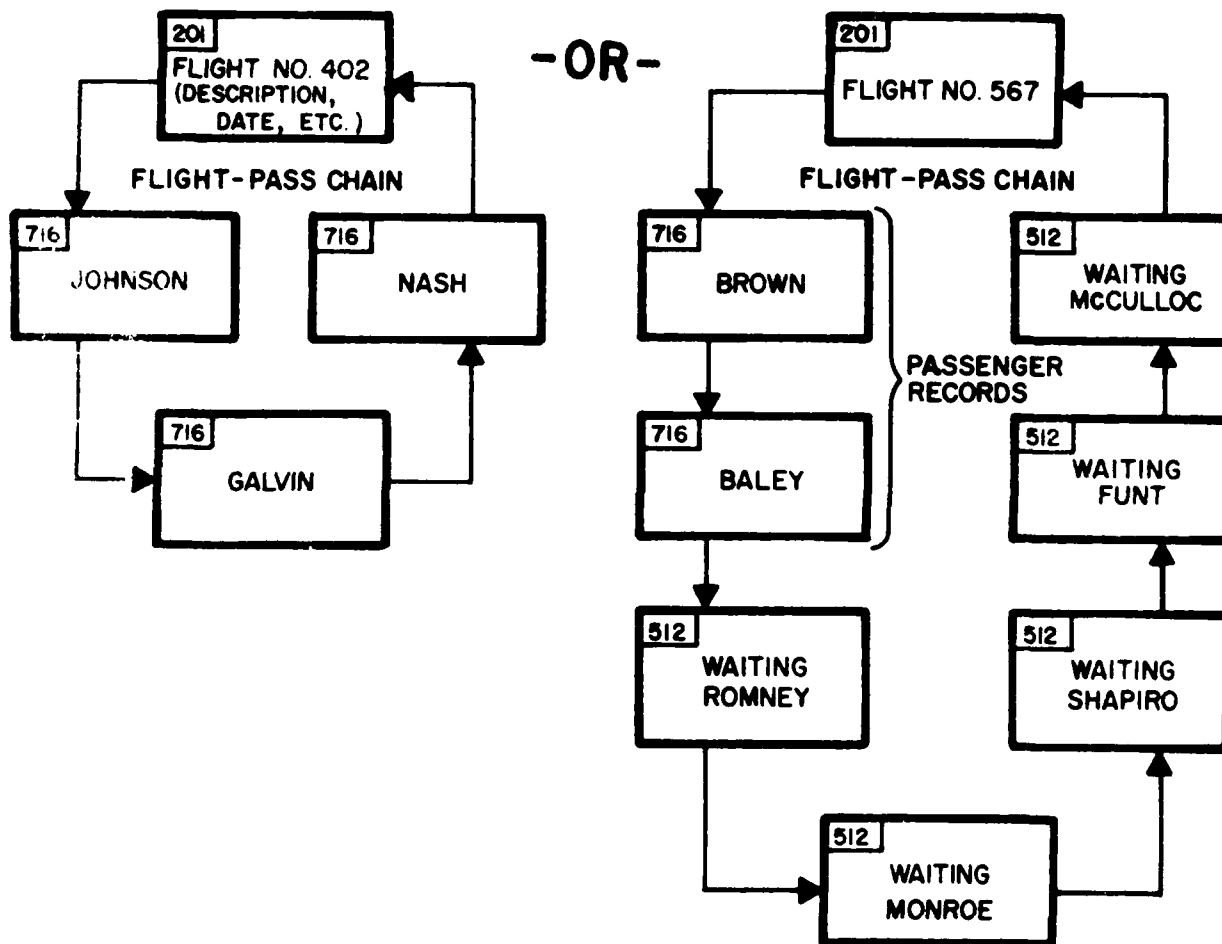 201
FLIGHT NO. 402
(DESCRIPTION,
DATE, ETC.)
FLIGHT-PASS CHAIN
716
JOHNSON
716
NASH
716
GALVIN
-OR-
201
FLIGHT NO. 567
FLIGHT-PASS CHAIN
716
BROWN
716
BALEY
PASSENGER
RECORDS
512
WAITING
ROMNEY
512
WAITING
MONROE
512
WAITING
SHAPIRO
512
WAITING
FUNT
512
WAITING
McCULLOC